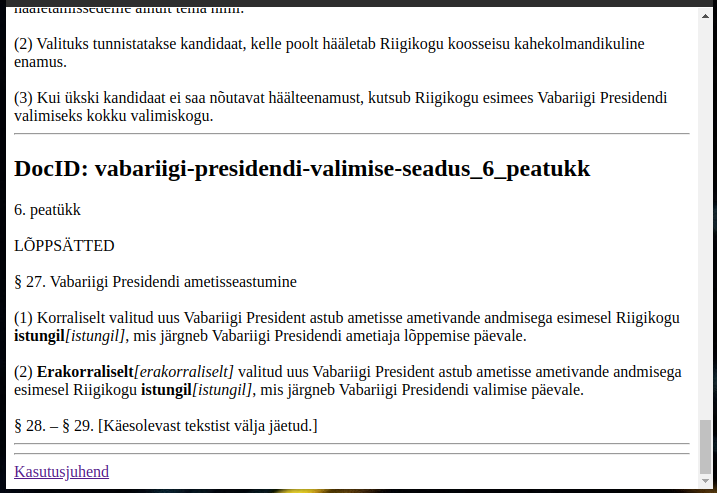 (2) Valituks tunnistatakse kandidaat, kelle poolt hääletab Riigikogu koosseisu kahekolmandikuline
enamus.
(3) Kui ükski kandidaat ei saa nõutavat häälteenamust, kutsub Riigikogu esimees Vabariigi Presidendi
valimiseks kokku valimiskogu.
DocID: vabariigi-presidendi-valimise-seadus_6_peatukk
6. peatükk
LÕPPSÄTTED
§ 27. Vabariigi Presidendi ametisseastumine
(1) Korraliselt valitud uus Vabariigi President astub ametisse ametivande andmisega esimesel Riigikogu
istungil[istungil], mis järgneb Vabariigi Presidendi ametiaja lõppemise päevale.
(2) Erakorraliselt[erakorraliselt] valitud uus Vabariigi President astub ametisse ametivande andmisega
esimesel Riigikogu istungil[istungil], mis järgneb Vabariigi Presidendi valimise päevale.
§ 28. – § 29. [Käesolevast tekstist välja jäetud.]
Kasutusjuhend